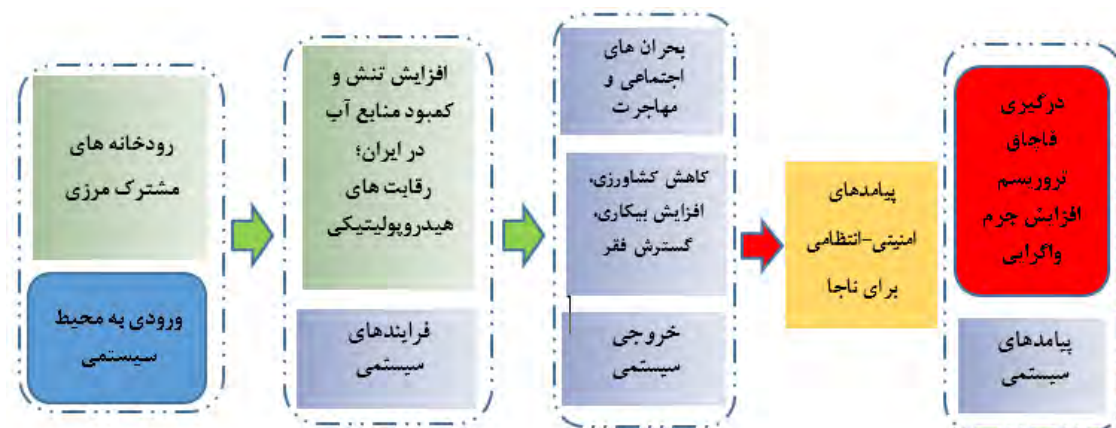 رودخانه های
مشترک مرزی
ورودی به محیط
سیستمی
افزایش تنش و
کمبود منابع آب
در ایران؛
رقابت های
هیدروپولیتیکی
فرایندهای
سیستمی
بحران های
اجتماعی و
مهاجرت
کاهش کشاورزی،
افزایش بیکاری،
گسترش فقر
خروجی
سیستمی
پیامدهای
امنیتی-انتظامی
برای ناجا
درگیری
قاچاق
تروریسم
افزایش جرم
واگرایی
پیامدهای
سیستمی